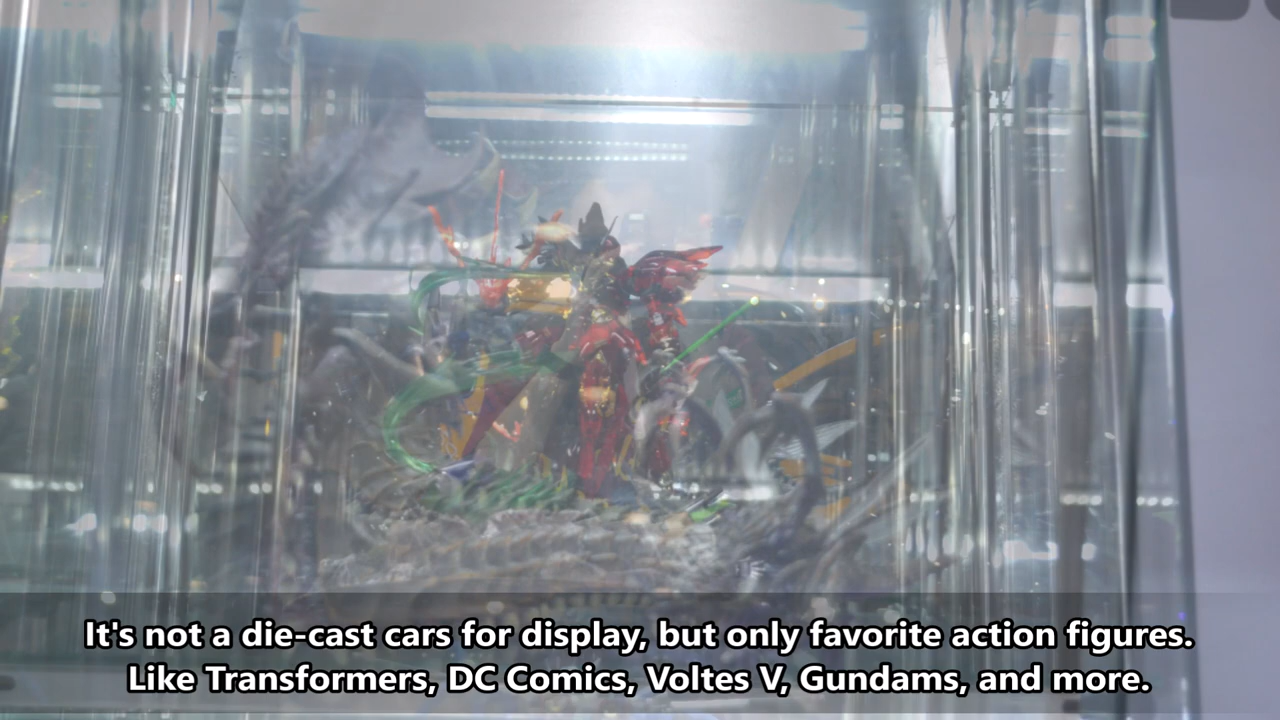 It's not a die-cast cars for display, but only favorite action figures.
Like Transformers, DC Comics, Voltes V, Gundams, and more.